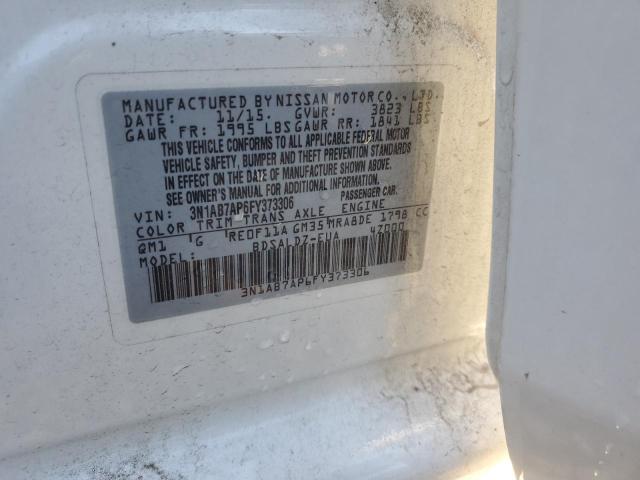 MANUFACTURED BY NISSAN MOTOR CO., LTD.
DATE: 11/15. GVWR: 3823 LBS
GAWR FR: 1995 LBS GAWR RR: 1841 LBS
THIS VEHICLE CONFORMS TO ALL APPLICABLE FEDERAL MOTOR
VEHICLE SAFETY, BUMPER AND THEFT PREVENTION STANDARDS
IN EFFECT ON THE DATE OF MANUFACTURE SHOWN ABOVE.
SEE OWNER'S MANUAL FOR ADDITIONAL INFORMATION.
VIN: 3N1AB7AP6FY373306 PASSENGER CAR.
COLOR TRIM TRANS AXLE ENGINE
QM1 G RE0F11A GM35 MRA8DE 1798 CC
MODEL: BDSALD7-EUA 47000
3N1AB7AP6FY373306